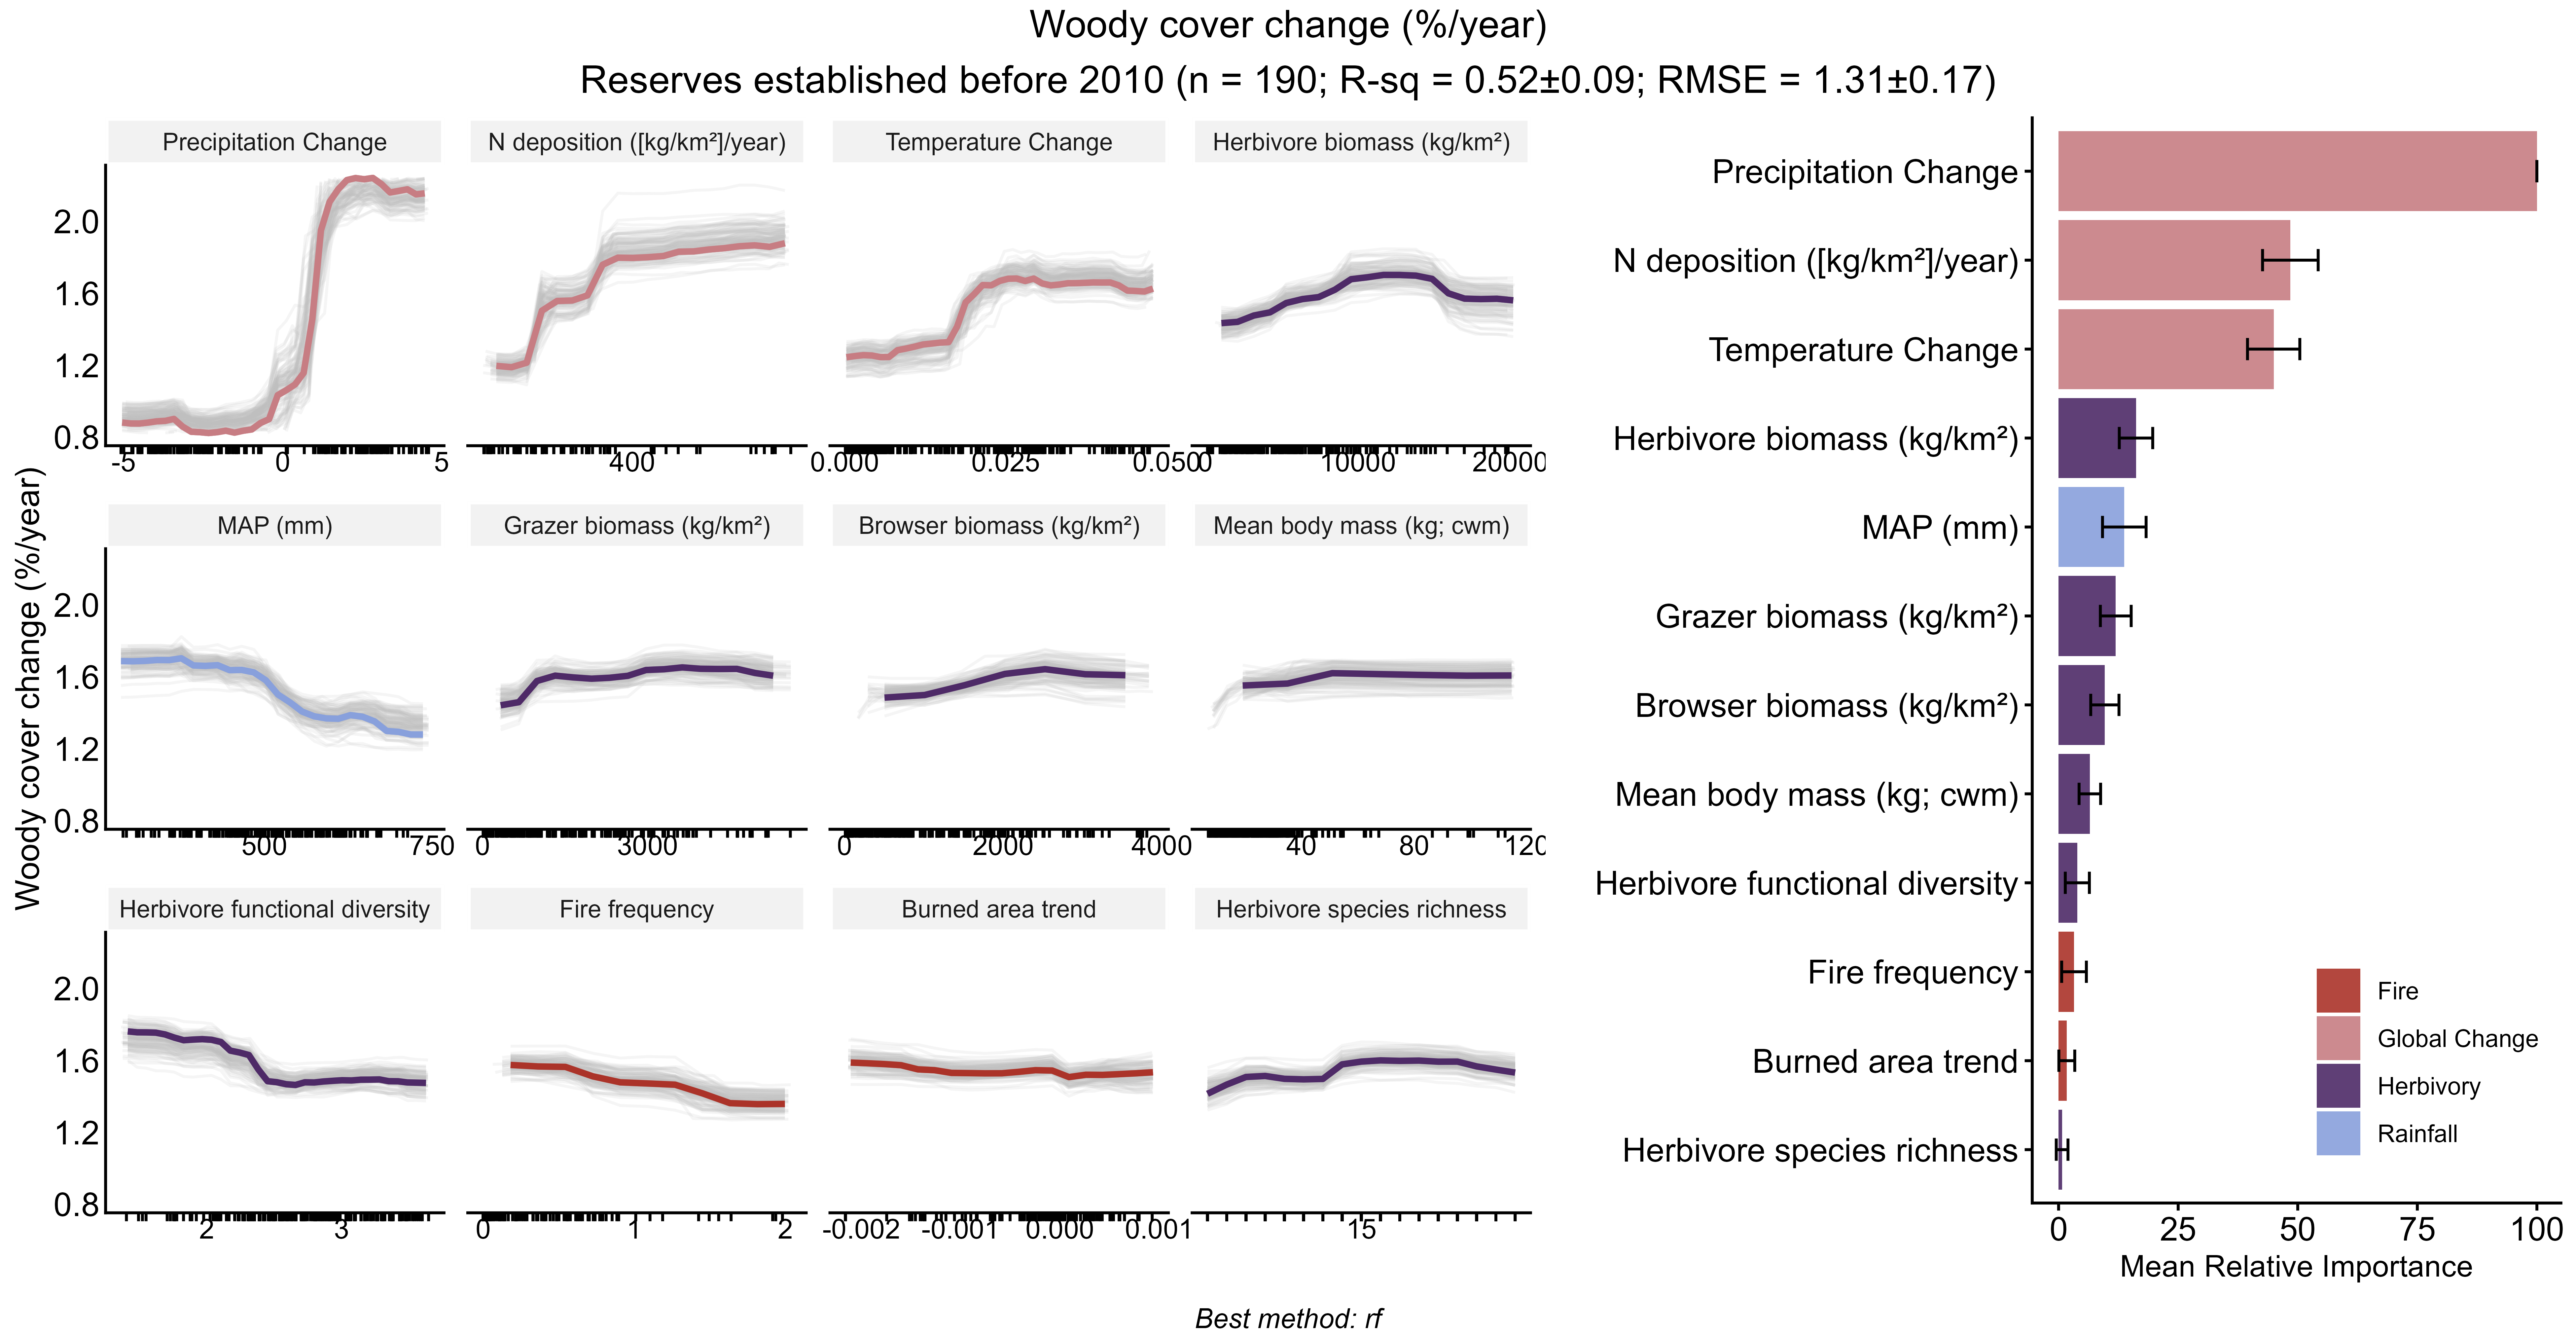 Woody cover change (%/year)
Reserves established before 2010 (n = 190; R-sq = 0.52±0.09; RMSE = 1.31±0.17)
Woody cover change (%/year)
Precipitation Change
N deposition ([kg/km²]/year)
Temperature Change
Herbivore biomass (kg/km²)
2.0
1.6
1.2
0.8
-5 0 5
400
0.000 0.025 0.050
0 10000 20000
MAP (mm)
Grazer biomass (kg/km²)
Browser biomass (kg/km²)
Mean body mass (kg; cwm)
2.0
1.6
1.2
0.8
500 750
0 3000
0 2000 4000
40 80 120
Herbivore functional diversity
Fire frequency
Burned area trend
Herbivore species richness
2.0
1.6
1.2
0.8
2 3
0 1 2
-0.002 -0.001 0.000 0.001
15
Precipitation Change
N deposition ([kg/km²]/year)
Temperature Change
Herbivore biomass (kg/km²)
MAP (mm)
Grazer biomass (kg/km²)
Browser biomass (kg/km²)
Mean body mass (kg; cwm)
Herbivore functional diversity
Fire frequency
Burned area trend
Herbivore species richness
0 25 50 75 100
Mean Relative Importance
Fire
Global Change
Herbivory
Rainfall
Best method: rf